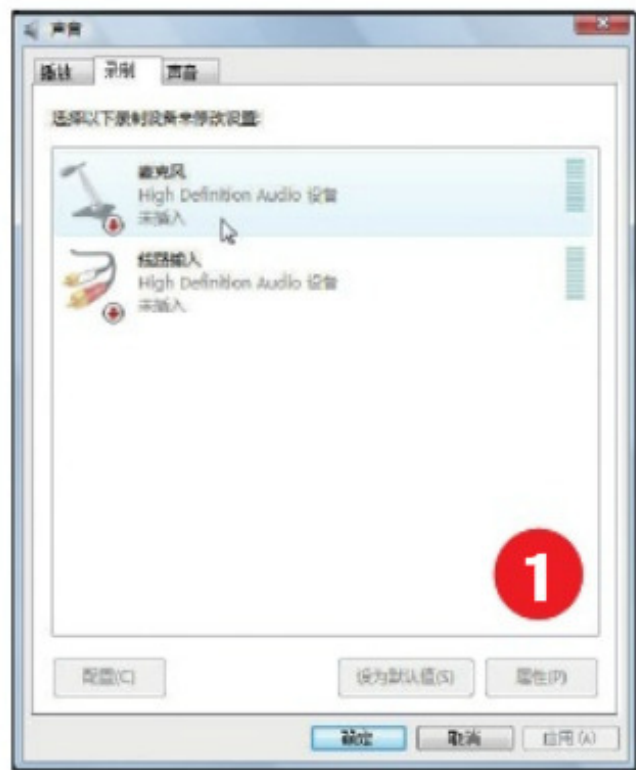 声音
播放 录制 声音
选择以下录制设备来修改设置:
麦克风
High Definition Audio 设备
未插入
线路输入
High Definition Audio 设备
未插入
1
配置(C) 设为默认值(S) 属性(P)
确定 取消 应用(A)